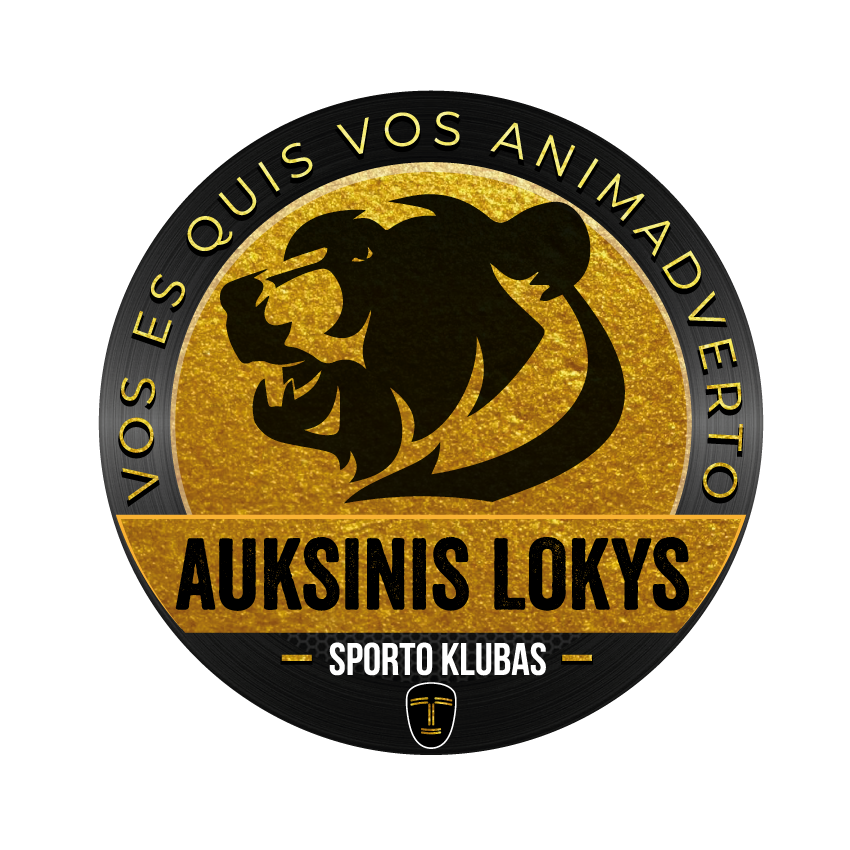 VOS ES QUIS VOS ANIMADVERTO
AUKSINIS LOKYS
SPORTO KLUBAS